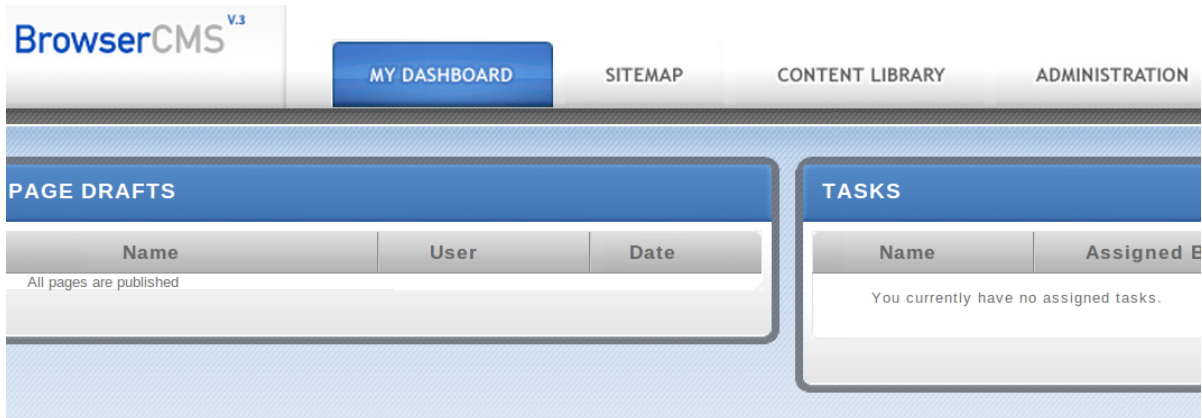 BrowserCMS V.3
MY DASHBOARD SITEMAP CONTENT LIBRARY ADMINISTRATION
PAGE DRAFTS
Name User Date
All pages are published
TASKS
Name Assigned B
You currently have no assigned tasks.